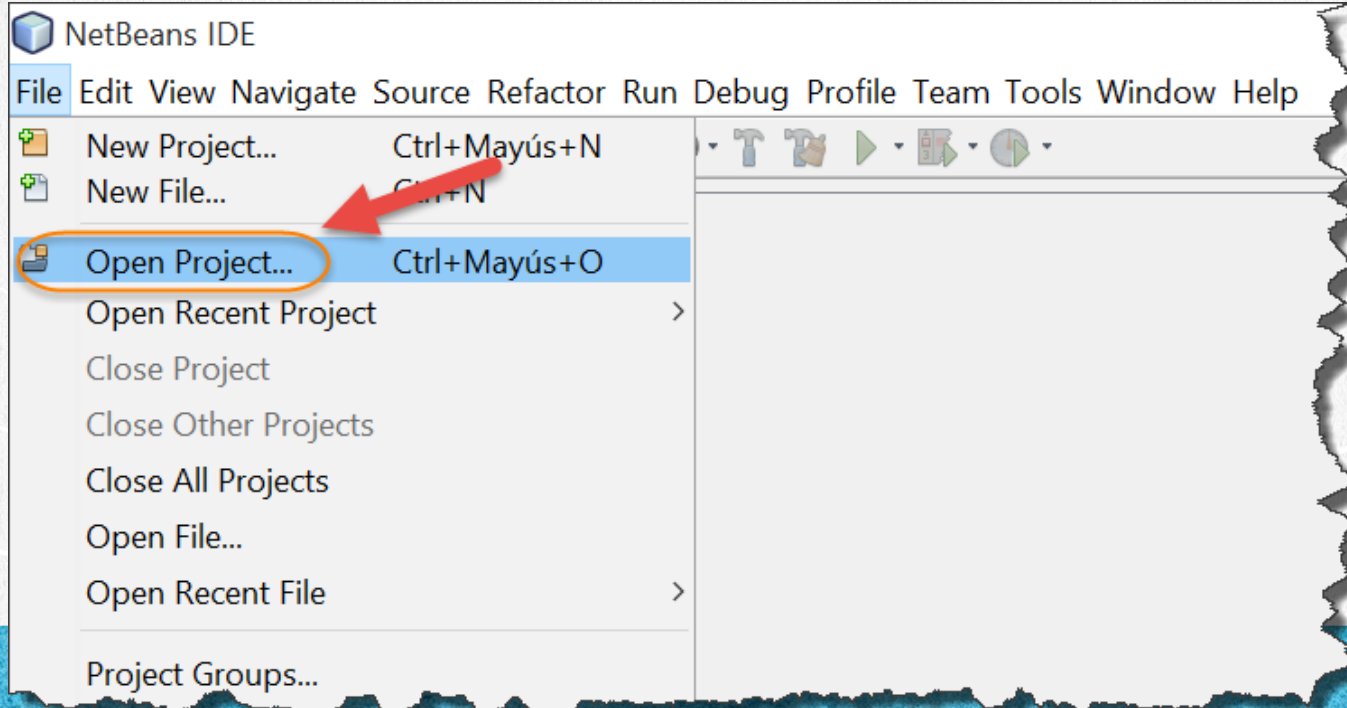 NetBeans IDE
File Edit View Navigate Source Refactor Run Debug Profile Team Tools Window Help
New Project... Ctrl+Mayús+N
New File... Ctrl+N
Open Project... Ctrl+Mayús+O
Open Recent Project
Close Project
Close Other Projects
Close All Projects
Open File...
Open Recent File
Project Groups...